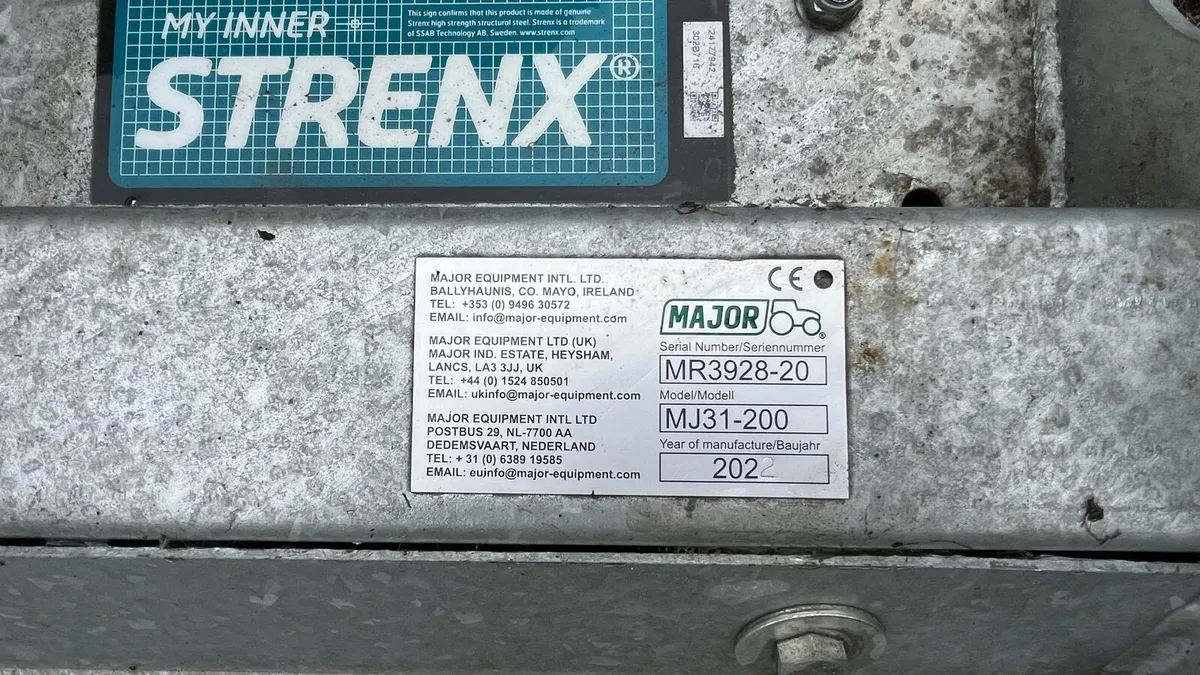 MY INNER
This sign confirms that this product is made of genuine
Strenx high strength structural steel. Strenx is a trademark
of SSAB Technology AB, Sweden. www.strenx.com
STRENX®
24177942
302B716
MAJOR EQUIPMENT INTL. LTD.
BALLYHAUNIS, CO. MAYO, IRELAND
TEL: +353 (0) 9496 30572
EMAIL: info@major-equipment.com
MAJOR EQUIPMENT LTD (UK)
MAJOR IND. ESTATE, HEYSHAM,
LANCS, LA3 3JJ, UK
TEL: +44 (0) 1524 850501
EMAIL: ukinfo@major-equipment.com
MAJOR EQUIPMENT INTL LTD
POSTBUS 29, NL-7700 AA
DEDEMSVAART, NEDERLAND
TEL: + 31 (0) 6389 19585
EMAIL: euinfo@major-equipment.com
CE
MAJOR®
Serial Number/Seriennummer
MR3928-20
Model/Modell
MJ31-200
Year of manufacture/Baujahr
2022